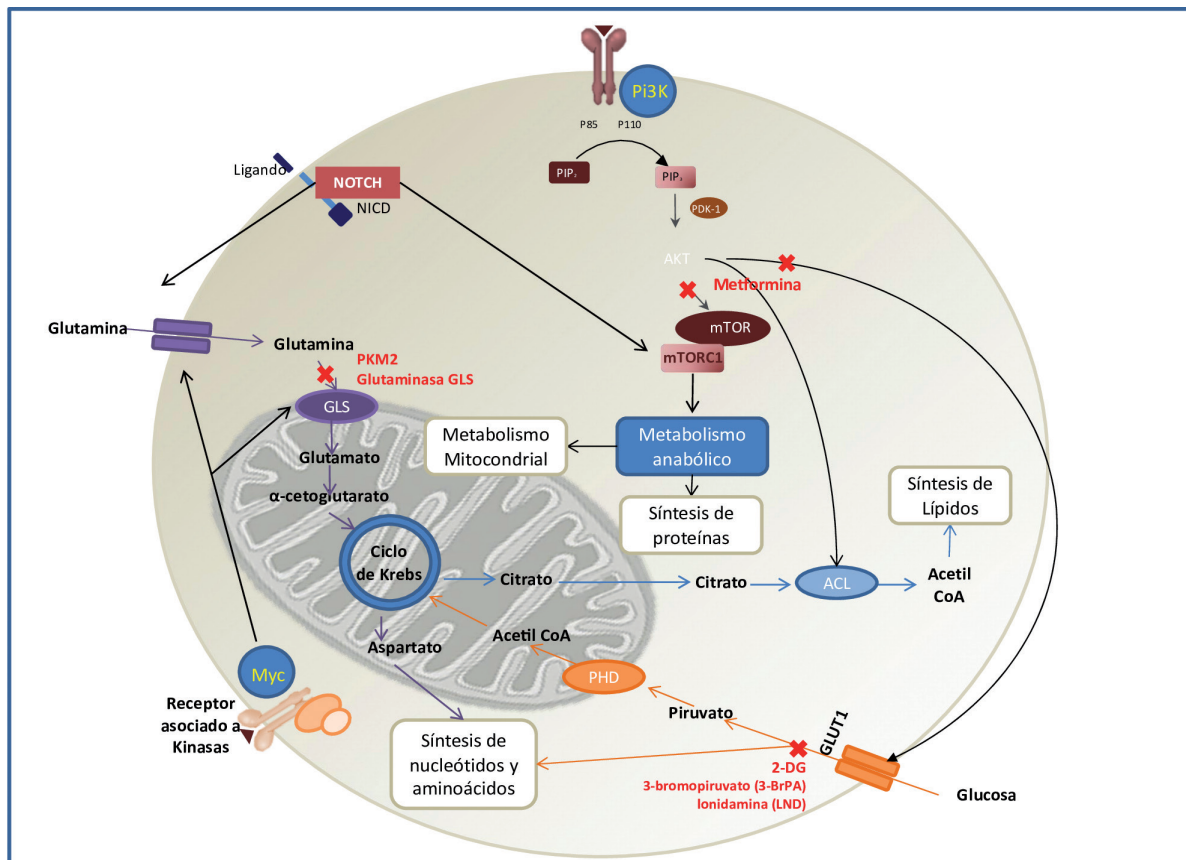 Pi3K
P85
P110
PIP₂
PIP₃
PDK-1
Ligando
NOTCH
NICD
AKT
Metformina
mTOR
mTORC1
Glutamina
Glutamina
PKM2
Glutaminasa GLS
GLS
Glutamato
α-cetoglutarato
Metabolismo
Mitocondrial
Metabolismo
anabólico
Síntesis de
proteínas
Síntesis de
Lípidos
Ciclo
de Krebs
Citrato
Citrato
ACL
Acetil
CoA
Aspartato
Acetil CoA
PHD
Piruvato
GLUT1
Myc
Receptor
asociado a
Kinasas
Síntesis de
nucleótidos y
aminoácidos
2-DG
3-bromopiruvato (3-BrPA)
lonidamina (LND)
Glucosa